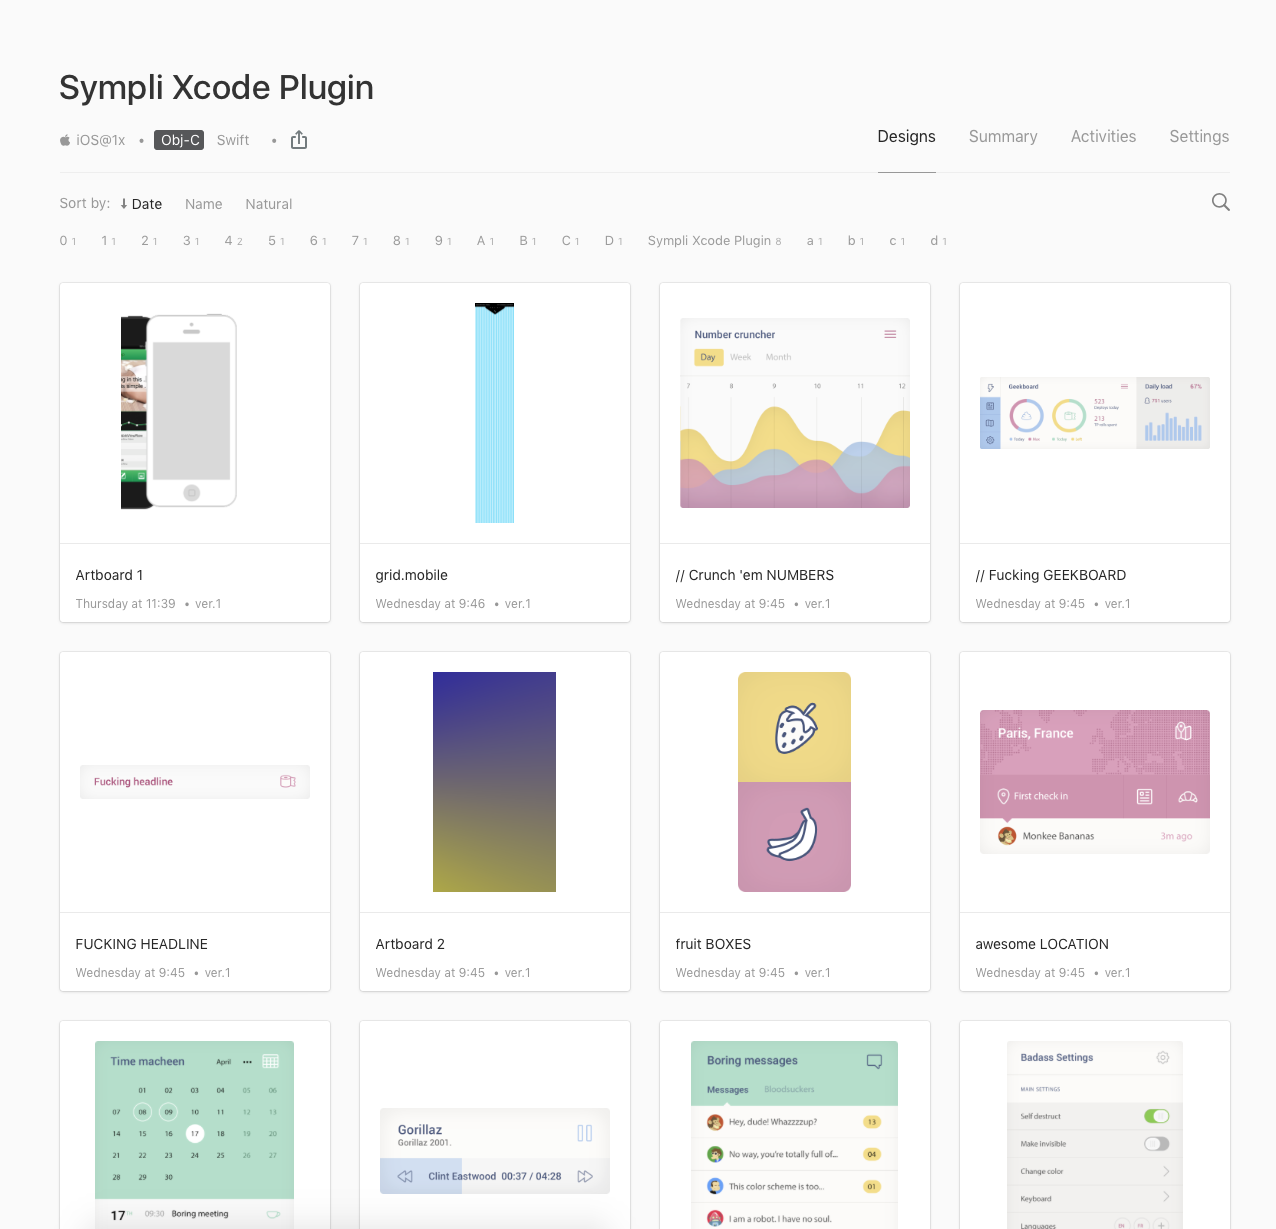 Sympli Xcode Plugin
iOS@1x • Obj-C Swift •
Designs Summary Activities Settings
Sort by: ↓ Date Name Natural
0 1 1 1 2 1 3 1 4 2 5 1 6 1 7 1 8 1 9 1 A 1 B 1 C 1 D 1 Sympli Xcode Plugin 8 a 1 b 1 c 1 d 1
Number cruncher
Day Week Month
7 8 9 10 11 12
Geekboard
Daily load 67%
751 users
523
Deploys today
213
Artboard 1
Thursday at 11:39 • ver.1
grid.mobile
Wednesday at 9:46 • ver.1
// Crunch 'em NUMBERS
Wednesday at 9:45 • ver.1
// Fucking GEEKBOARD
Wednesday at 9:45 • ver.1
Fucking headline
Paris, France
First check in
Monkee Bananas 3m ago
FUCKING HEADLINE
Wednesday at 9:45 • ver.1
Artboard 2
Wednesday at 9:45 • ver.1
fruit BOXES
Wednesday at 9:45 • ver.1
awesome LOCATION
Wednesday at 9:45 • ver.1
Time macheen April •••
01 02 03 04 05 06
07 08 09 10 11 12 13
14 15 16 17 18 19 20
21 22 23 24 25 26 27
28 29 30
17TH 09:30 Boring meeting
Gorillaz
Gorillaz 2001.
Clint Eastwood 00:37 / 04:28
Boring messages
Messages Bloodsuckers
Hey, dude! Whazzzzup? 13
No way, you're totally full of... 04
This color scheme is too... 01
I am a robot. I have no soul.
Badass Settings
MAIN SETTINGS
Self destruct
Make invisible
Change color
Keyboard
Languages EN FR +